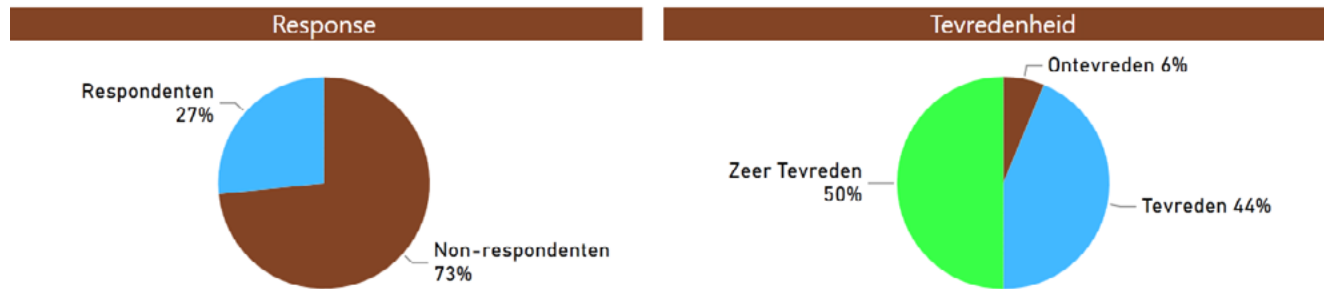 Response
Respondenten
27%
Non-respondenten
73%
Tevredenheid
Ontevreden 6%
Zeer Tevreden
50%
Tevreden 44%